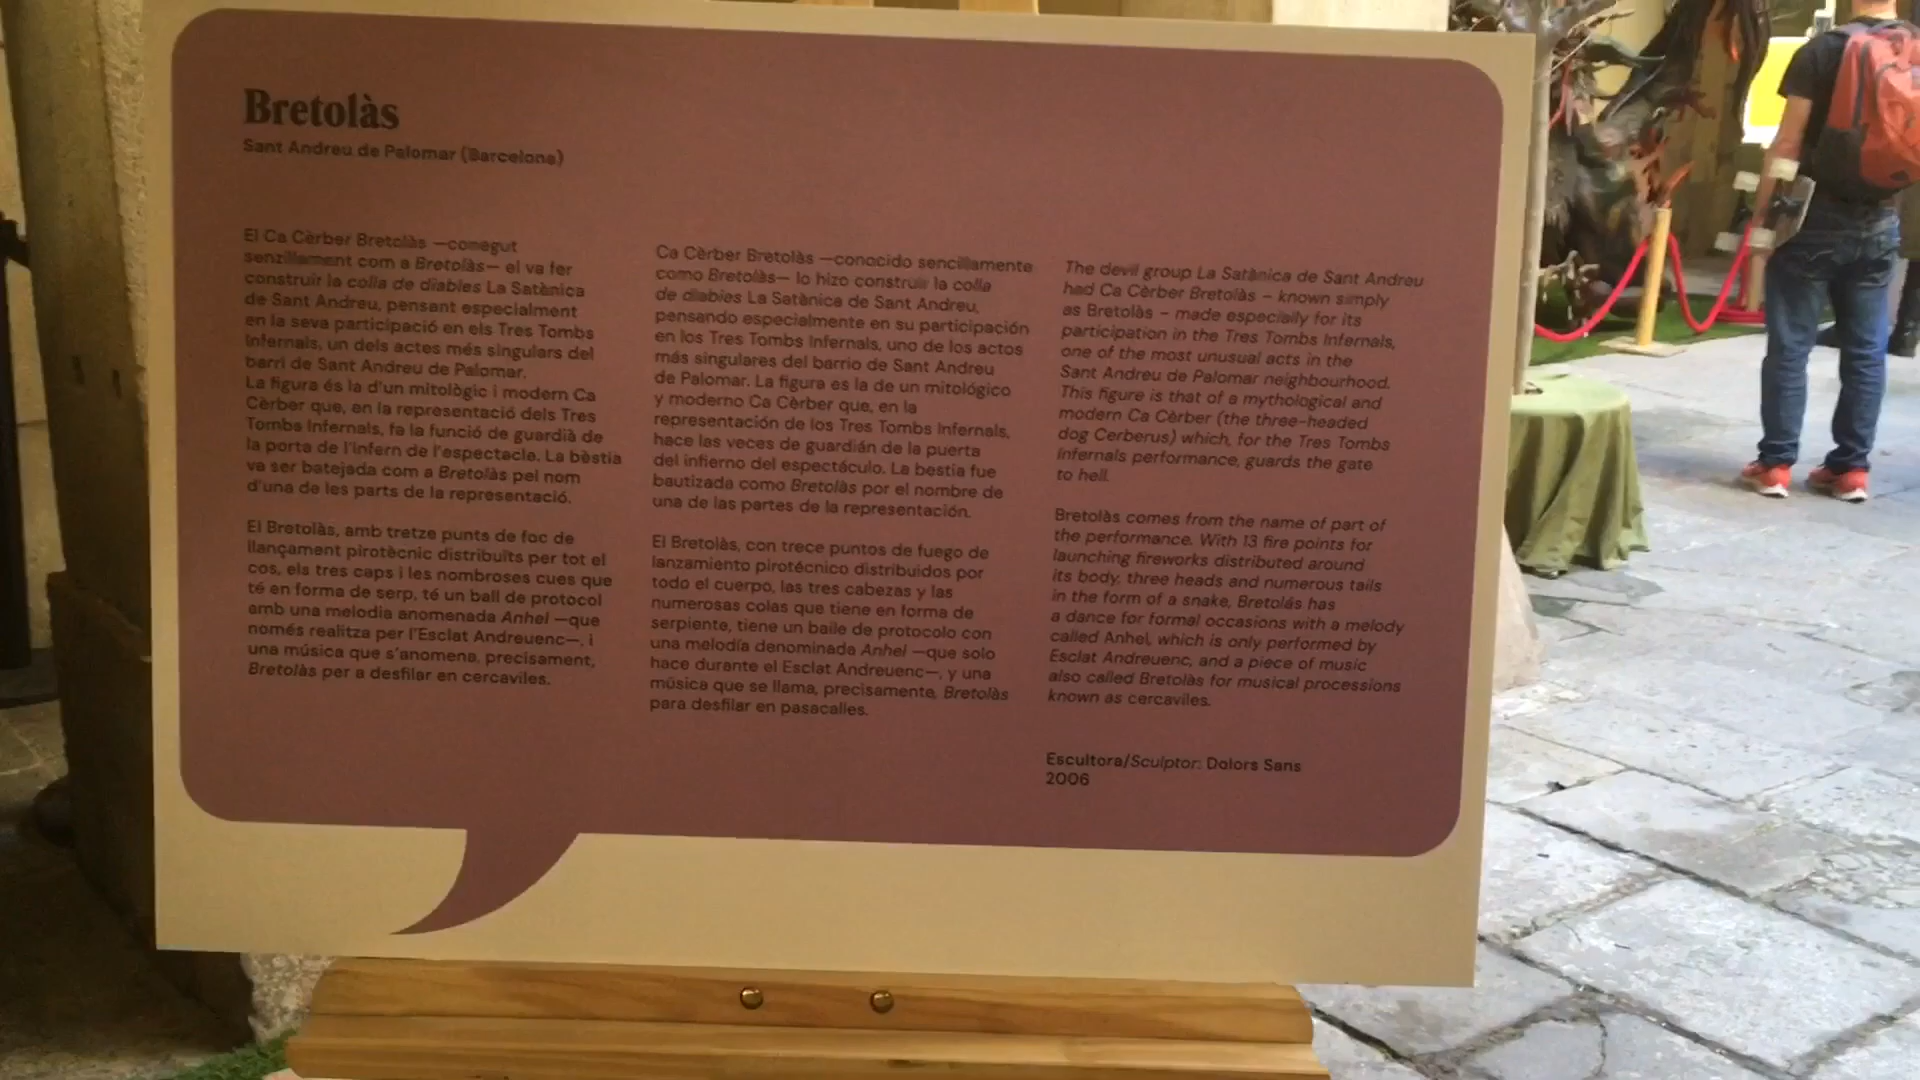 Bretolàs
Sant Andreu de Palomar (Barcelona)
El Ca Cèrber Bretolàs —conegut
senzillament com a Bretolàs— el va fer
construir la colla de diables La Satànica
de Sant Andreu, pensant especialment
en la seva participació en els Tres Tombs
Infernals, un dels actes més singulars del
barri de Sant Andreu de Palomar.
La figura és la d'un mitològic i modern Ca
Cèrber que, en la representació dels Tres
Tombs Infernals, fa la funció de guardià de
la porta de l'infern de l'espectacle. La bèstia
va ser batejada com a Bretolàs pel nom
d'una de les parts de la representació.
El Bretolàs, amb tretze punts de foc de
llançament pirotècnic distribuïts per tot el
cos, els tres caps i les nombroses cues que
té en forma de serp, té un ball de protocol
amb una melodia anomenada Anhel —que
només realitza per l'Esclat Andreuenc—, i
una música que s'anomena, precisament,
Bretolàs per a desfilar en cercaviles.
Ca Cèrber Bretolàs —conocido sencillamente
como Bretolàs— lo hizo construir la colla
de diables La Satànica de Sant Andreu,
pensando especialmente en su participación
en los Tres Tombs Infernals, uno de los actos
más singulares del barrio de Sant Andreu
de Palomar. La figura es la de un mitológico
y moderno Ca Cèrber que, en la
representación de los Tres Tombs Infernals,
hace las veces de guardián de la puerta
del infierno del espectáculo. La bestia fue
bautizada como Bretolàs por el nombre de
una de las partes de la representación.
El Bretolàs, con trece puntos de fuego de
lanzamiento pirotécnico distribuidos por
todo el cuerpo, las tres cabezas y las
numerosas colas que tiene en forma de
serpiente, tiene un baile de protocolo con
una melodía denominada Anhel —que solo
hace durante el Esclat Andreuenc—, y una
música que se llama, precisamente, Bretolàs
para desfilar en pasacalles.
The devil group La Satànica de Sant Andreu
had Ca Cèrber Bretolàs – known simply
as Bretolàs – made especially for its
participation in the Tres Tombs Infernals,
one of the most unusual acts in the
Sant Andreu de Palomar neighbourhood.
This figure is that of a mythological and
modern Ca Cèrber (the three-headed
dog Cerberus) which, for the Tres Tombs
Infernals performance, guards the gate
to hell.
Bretolàs comes from the name of part of
the performance. With 13 fire points for
launching fireworks distributed around
its body, three heads and numerous tails
in the form of a snake, Bretolàs has
a dance for formal occasions with a melody
called Anhel, which is only performed by
Esclat Andreuenc, and a piece of music
also called Bretolàs for musical processions
known as cercaviles.
Escultora/Sculptor: Dolors Sans
2006